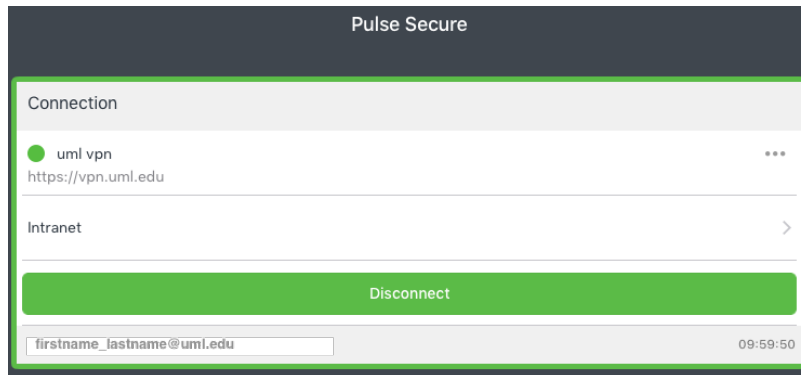 Pulse Secure
Connection
uml vpn
https://vpn.uml.edu
Intranet
Disconnect
firstname_lastname@uml.edu 09:59:50